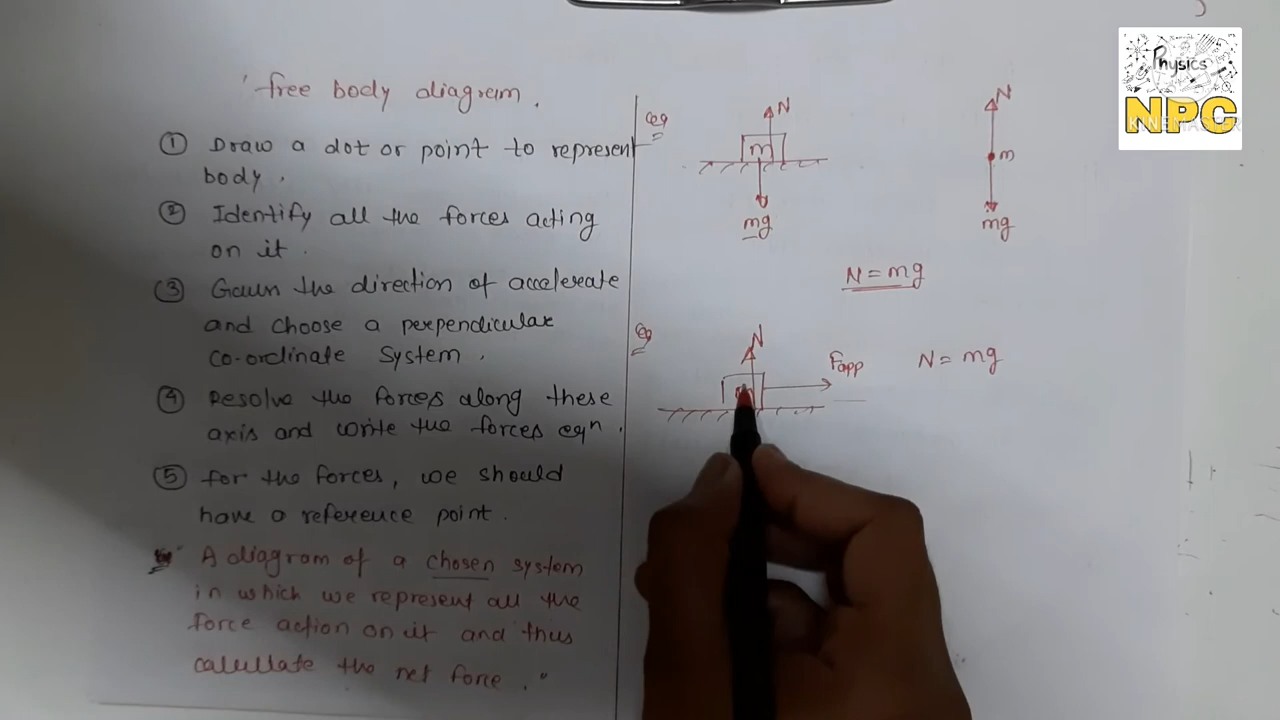 free body diagram.
① Draw a dot or point to represent
body.
② Identify all the forces acting
on it.
③ the direction of accelerate
and choose a perpendicular
co-ordinate system.
④ Resolve the forces along these
axis and write the forces eqn.
⑤ for the forces, we should
have a reference point.
"A diagram of a chosen system
in which we represent all the
force action on it and thus
the net force."
eg
N
m
mg
N
m
mg
N = mg
eg
N
Fapp
N = mg
Physics
NPC
KINEMASTER